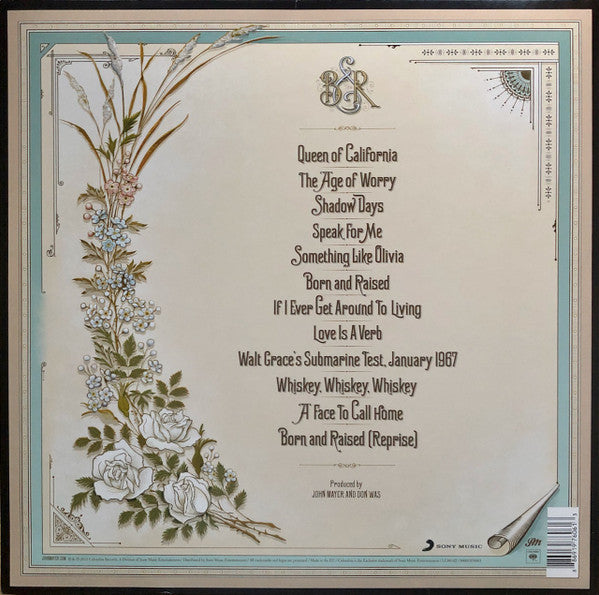 B&R
Queen of California
The Age of Worry
Shadow Days
Speak For Me
Something Like Olivia
Born and Raised
If I Ever Get Around To Living
Love Is A Verb
Walt Grace's Submarine Test, January 1967
Whiskey, Whiskey, Whiskey
A Face To Call Home
Born and Raised (Reprise)
Produced by
JOHN MAYER AND DON WAS
SONY MUSIC